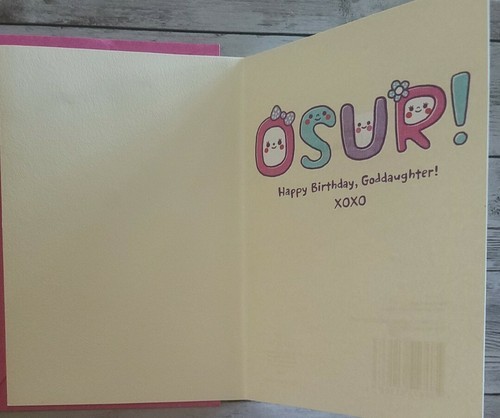 OSUR!
Happy Birthday, Goddaughter!
XOXO